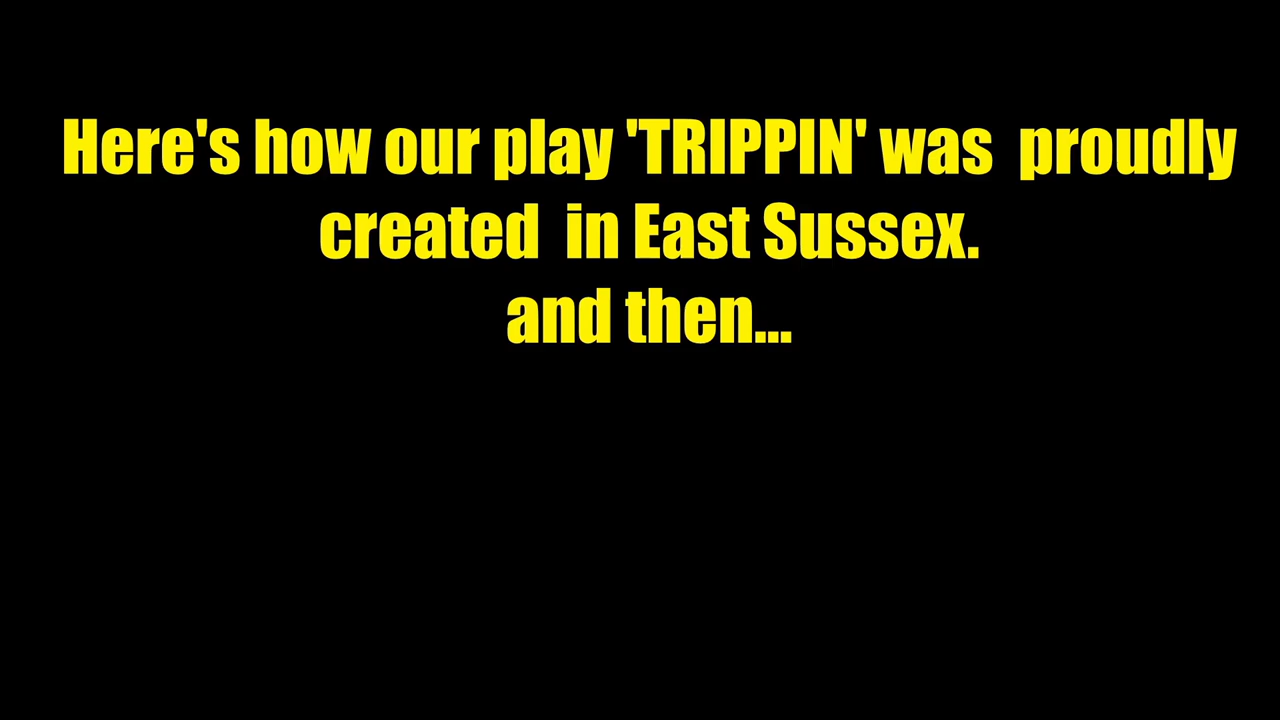 Here's how our play 'TRIPPIN' was  proudly
created  in East Sussex.
and then...